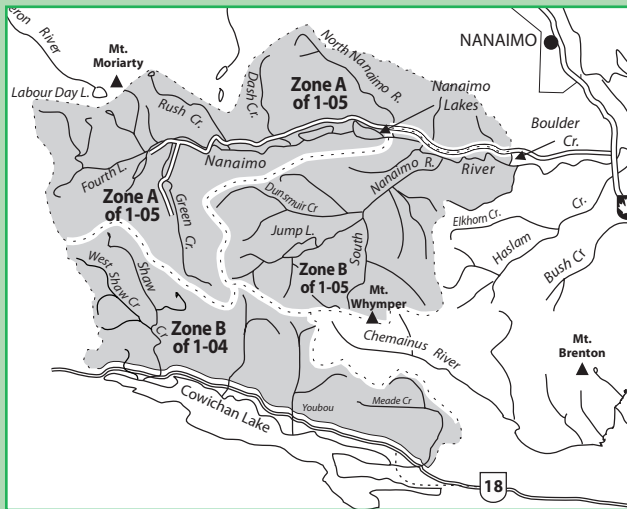 eron
River
Mt.
Moriarty
Labour Day L.
Rush Cr.
Dash Cr.
North Nanaimo R.
Zone A
of 1-05
NANAIMO
Nanaimo
Lakes
Boulder
Cr.
Fourth L.
Nanaimo
River
Zone A
of 1-05
Green
Cr.
Dunsmuir Cr
Nanaimo R.
South
Jump L.
Elkhorn Cr.
Haslam
Cr.
Bush Cr
Zone B
of 1-05
Mt.
Whymper
West
Shaw Cr
Shaw
Cr
Zone B
of 1-04
Chemainus River
Mt.
Brenton
Cowichan Lake
Youbou
Meade Cr
18